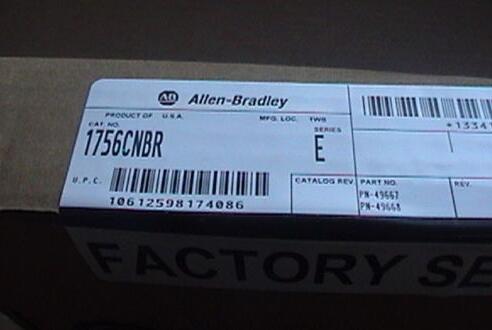 AB Allen-Bradley
PRODUCT OF U.S.A. MFG. LOC. TWB
CAT. NO. SERIES
1756CNBR E
U.P.C.
10612598174086
CATALOG REV. PART NO. REV.
PN-49667
PN-49668
FACTORY